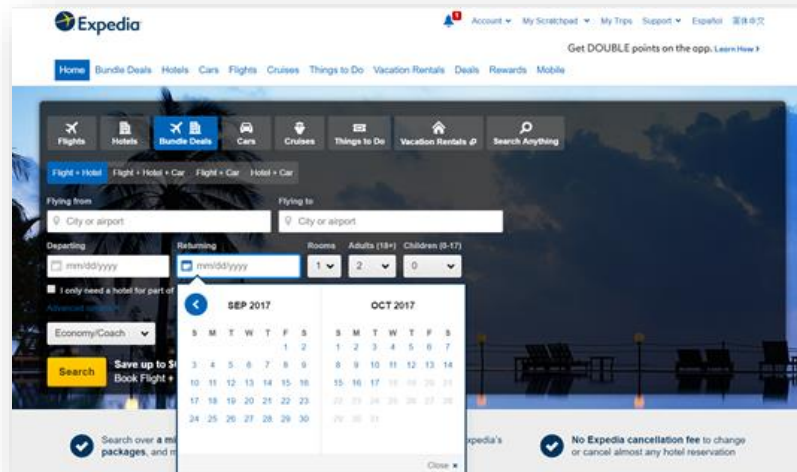 Expedia
1 Account My Scratchpad My Trips Support Español
Get DOUBLE points on the app. Learn How
Home Bundle Deals Hotels Cars Flights Cruises Things to Do Vacation Rentals Deals Rewards Mobile
Flights Hotels Bundle Deals Cars Cruises Things to Do Vacation Rentals Search Anything
Flight + Hotel Flight + Hotel + Car Flight + Car Hotel + Car
Flying from Flying to
City or airport City or airport
Departing Returning Rooms Adults (18+) Children (0-17)
mm/dd/yyyy mm/dd/yyyy 1 2 0
I only need a hotel for part of
Advanced
SEP 2017 OCT 2017
Economy/Coach
S M T W T F S S M T W T F S
1 2 1 2 3 4 5 6 7
3 4 5 6 7 8 9 8 9 10 11 12 13 14
Search Save up to
Book Flight +
10 11 12 13 14 15 16 15 16 17 18 19 20 21
17 18 19 20 21 22 23 22 23 24 25 26 27 28
24 25 26 27 28 29 30 29 30 31
Close ×
Search over a mi
packages, and m
xpedia's
No Expedia cancellation fee to change
or cancel almost any hotel reservation